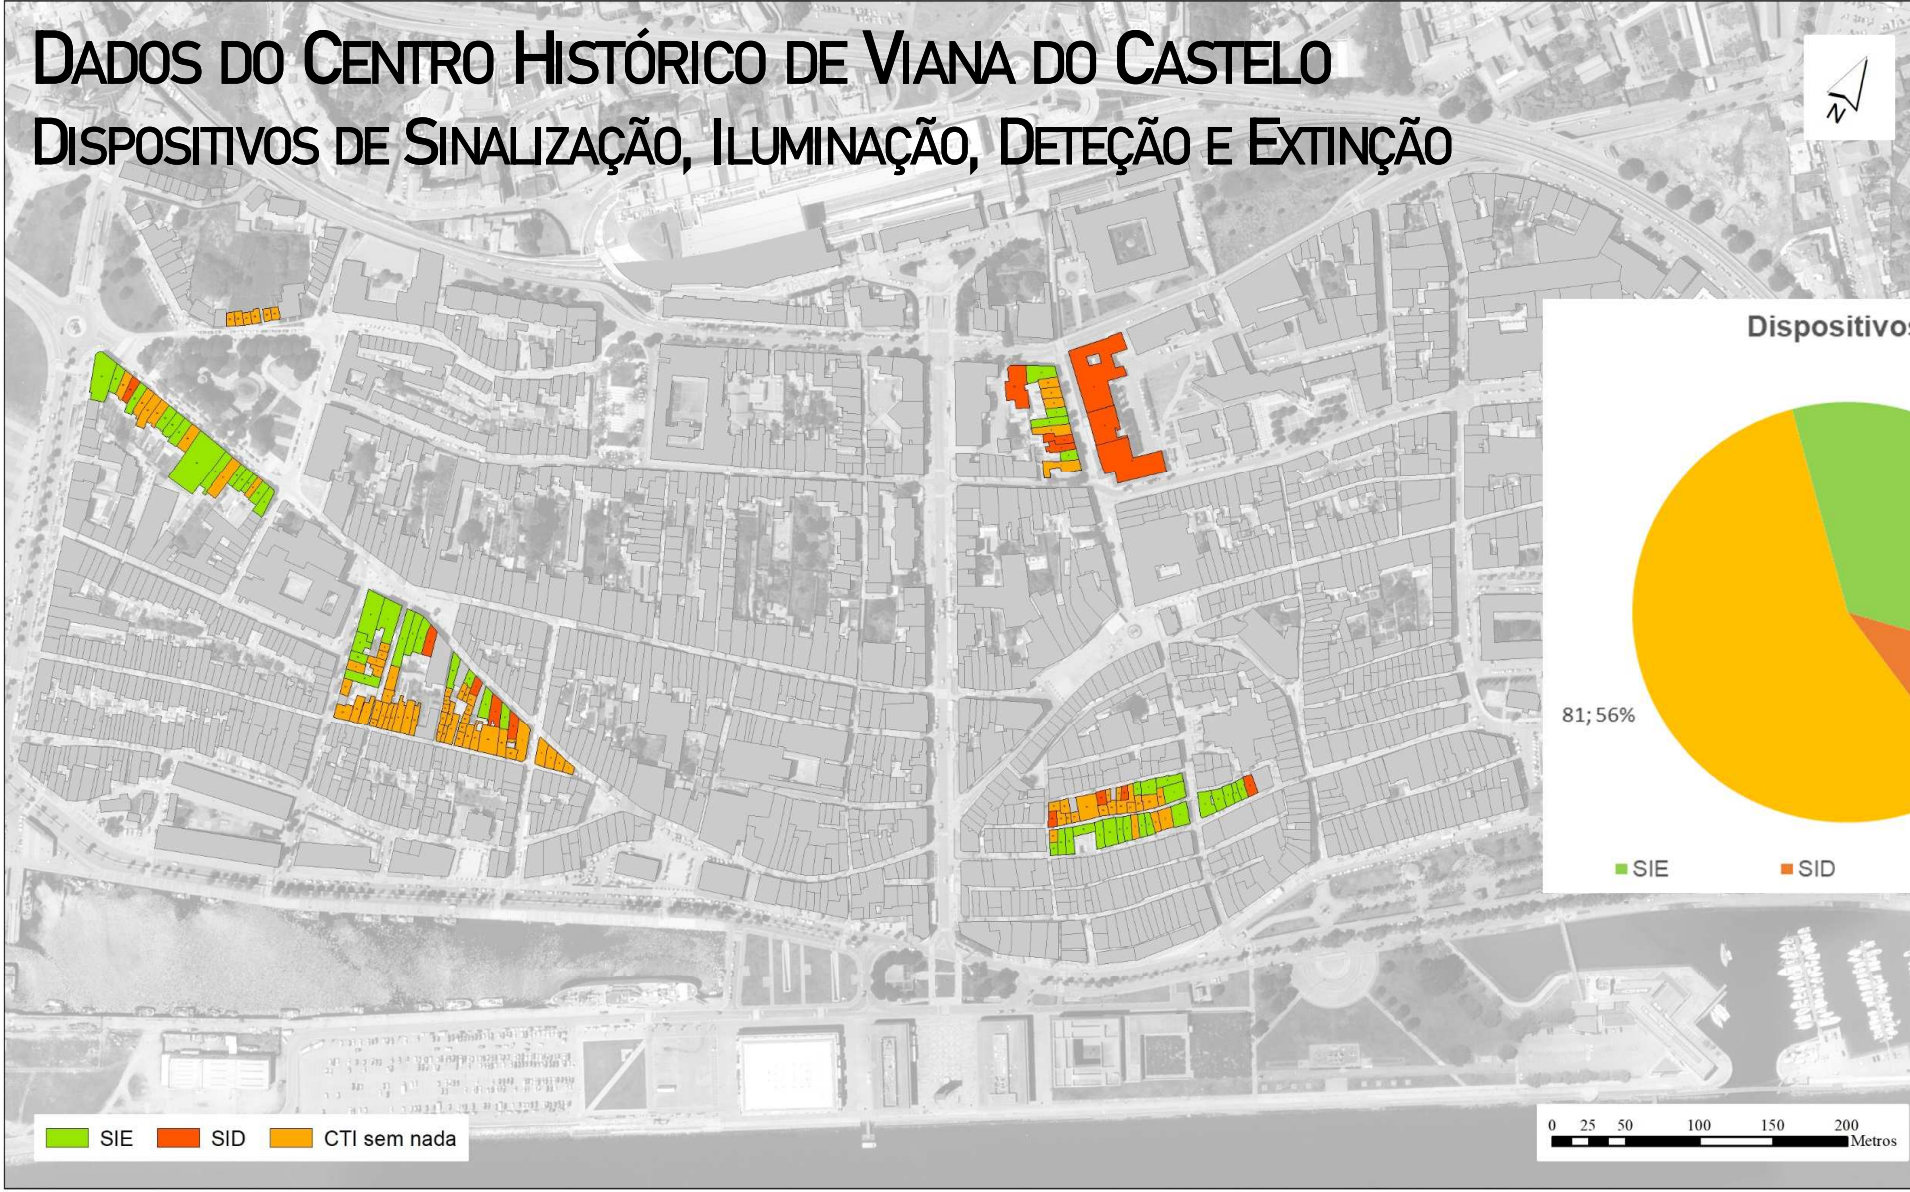 DADOS DO CENTRO HISTÓRICO DE VIANA DO CASTELO
DISPOSITIVOS DE SINALIZAÇÃO, ILUMINAÇÃO, DETEÇÃO E EXTINÇÃO
N
Dispositivos
81; 56%
SIE SID
SIE SID CTI sem nada
0 25 50 100 150 200
Metros